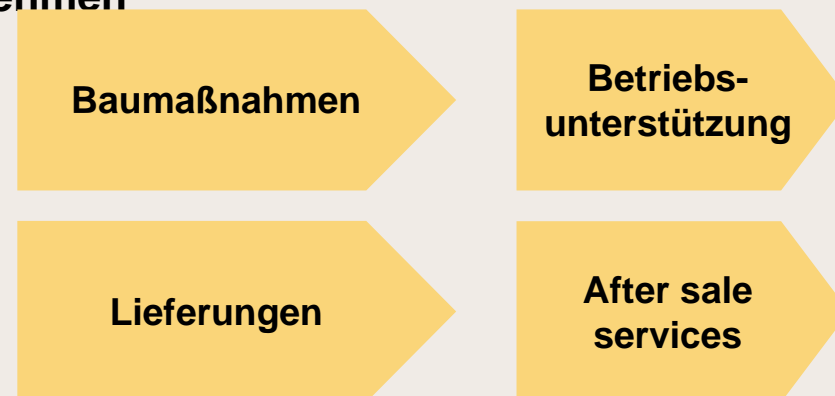 Baumaßnahmen
Betriebs-
unterstützung
Lieferungen
After sale
services